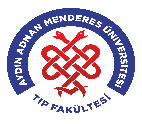 AYDIN ADNAN MENDERES ÜNİVERSİTESİ
TIP FAKÜLTESİ